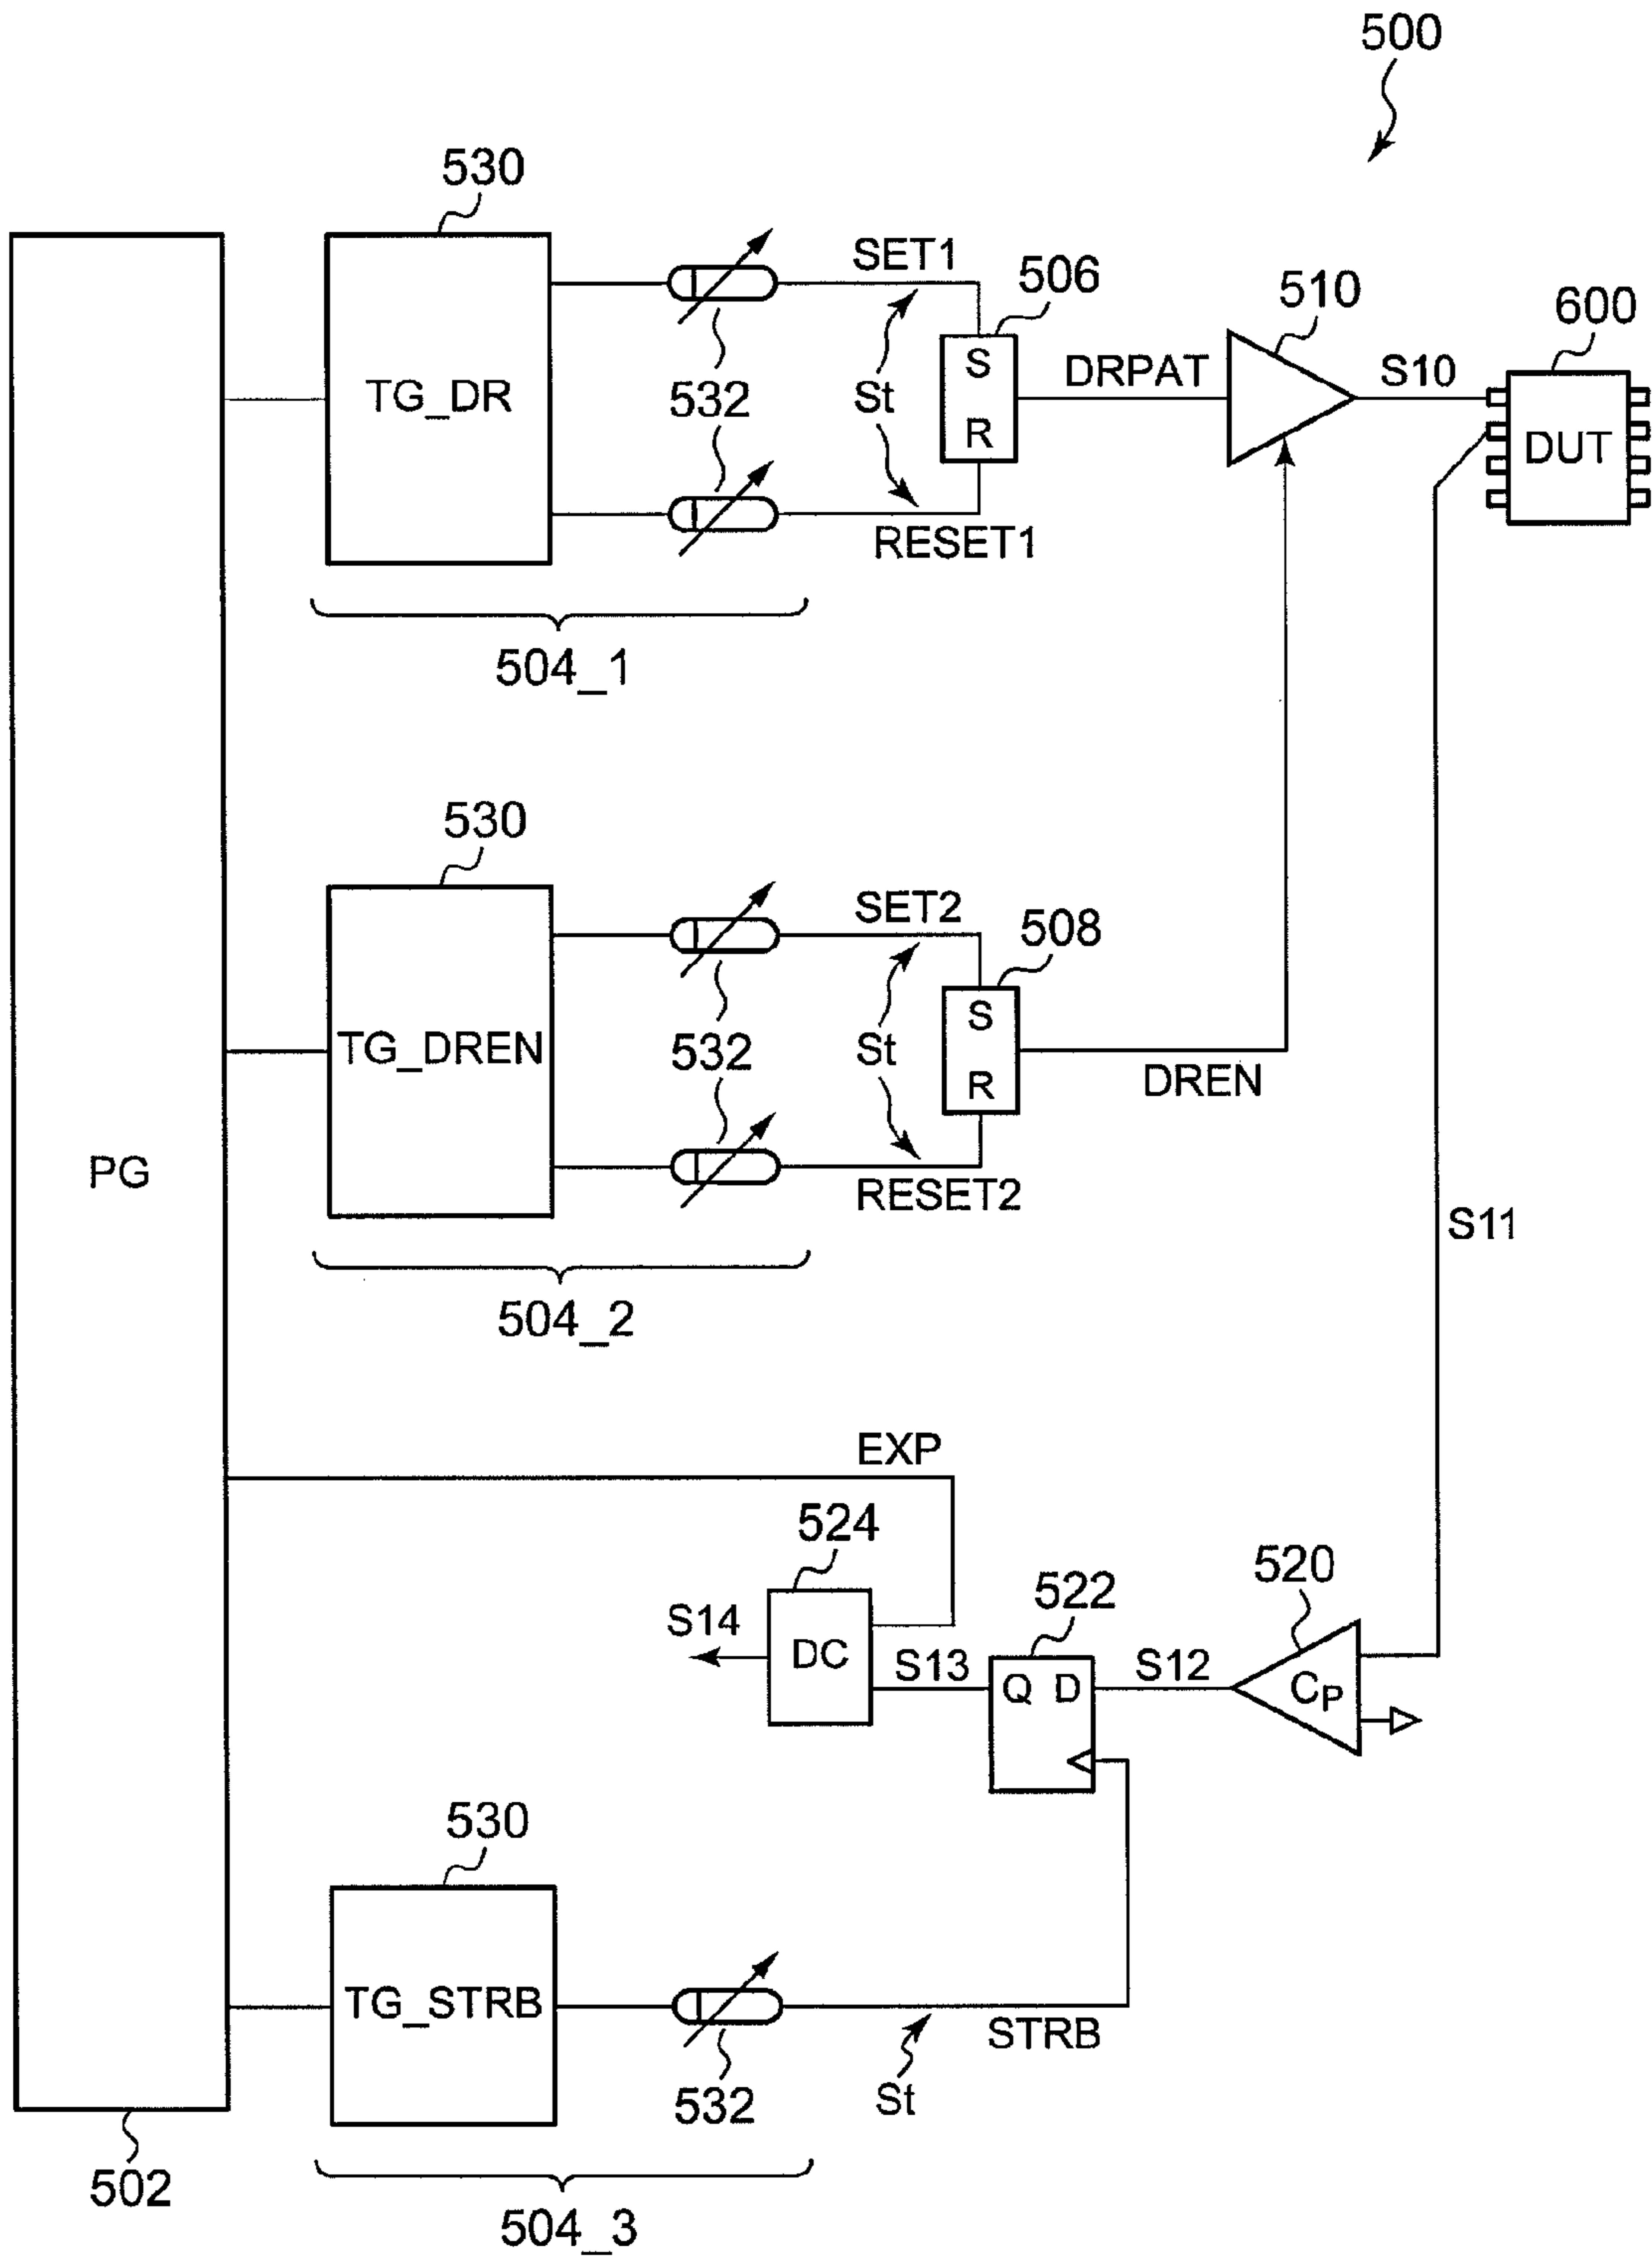 500
530
SET1
506
510
600
TG_DR
532
St
S
R
DRPAT
S10
DUT
RESET1
504_1
530
SET2
508
TG_DREN
532
St
S
R
DREN
RESET2
504_2
PG
S11
EXP
524
522
520
S14
DC
S13
Q D
S12
CP
530
TG_STRB
STRB
532
St
502
504_3